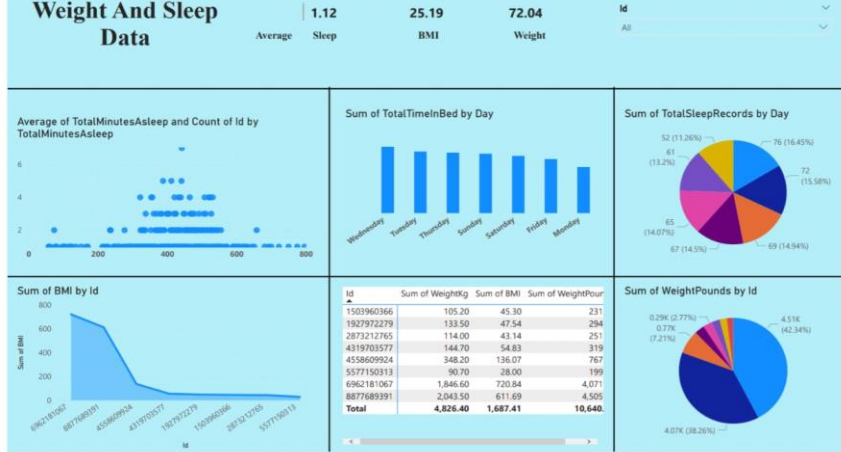 Weight And Sleep
Data
Average
1.12
Sleep
25.19
BMI
72.04
Weight
Id
All
Average of TotalMinutesAsleep and Count of Id by
TotalMinutesAsleep
6
4
2
0
200
400
600
800
Sum of TotalTimeInBed by Day
Wednesday
Tuesday
Thursday
Sunday
Saturday
Friday
Monday
Sum of TotalSleepRecords by Day
52 (11.26%)
76 (16.45%)
61
(13.2%)
72
(15.58%)
65
(14.07%)
67 (14.5%)
69 (14.94%)
Sum of BMI by Id
800
600
400
200
0
Sum of BMI
6962181067
8877689391
4558609924
4319703577
1927972279
1503960366
2873212765
5577150313
Id
Id Sum of WeightKg Sum of BMI Sum of WeightPour
1503960366 105.20 45.30 231
1927972279 133.50 47.54 294
2873212765 114.00 43.14 251
4319703577 144.70 54.83 319
4558609924 348.20 136.07 767
5577150313 90.70 28.00 199
6962181067 1,846.60 720.84 4,071
8877689391 2,043.50 611.69 4,505
Total 4,826.40 1,687.41 10,640.
Sum of WeightPounds by Id
0.29K (2.77%)
0.77K
(7.21%)
4.51K
(42.34%)
4.07K (38.26%)